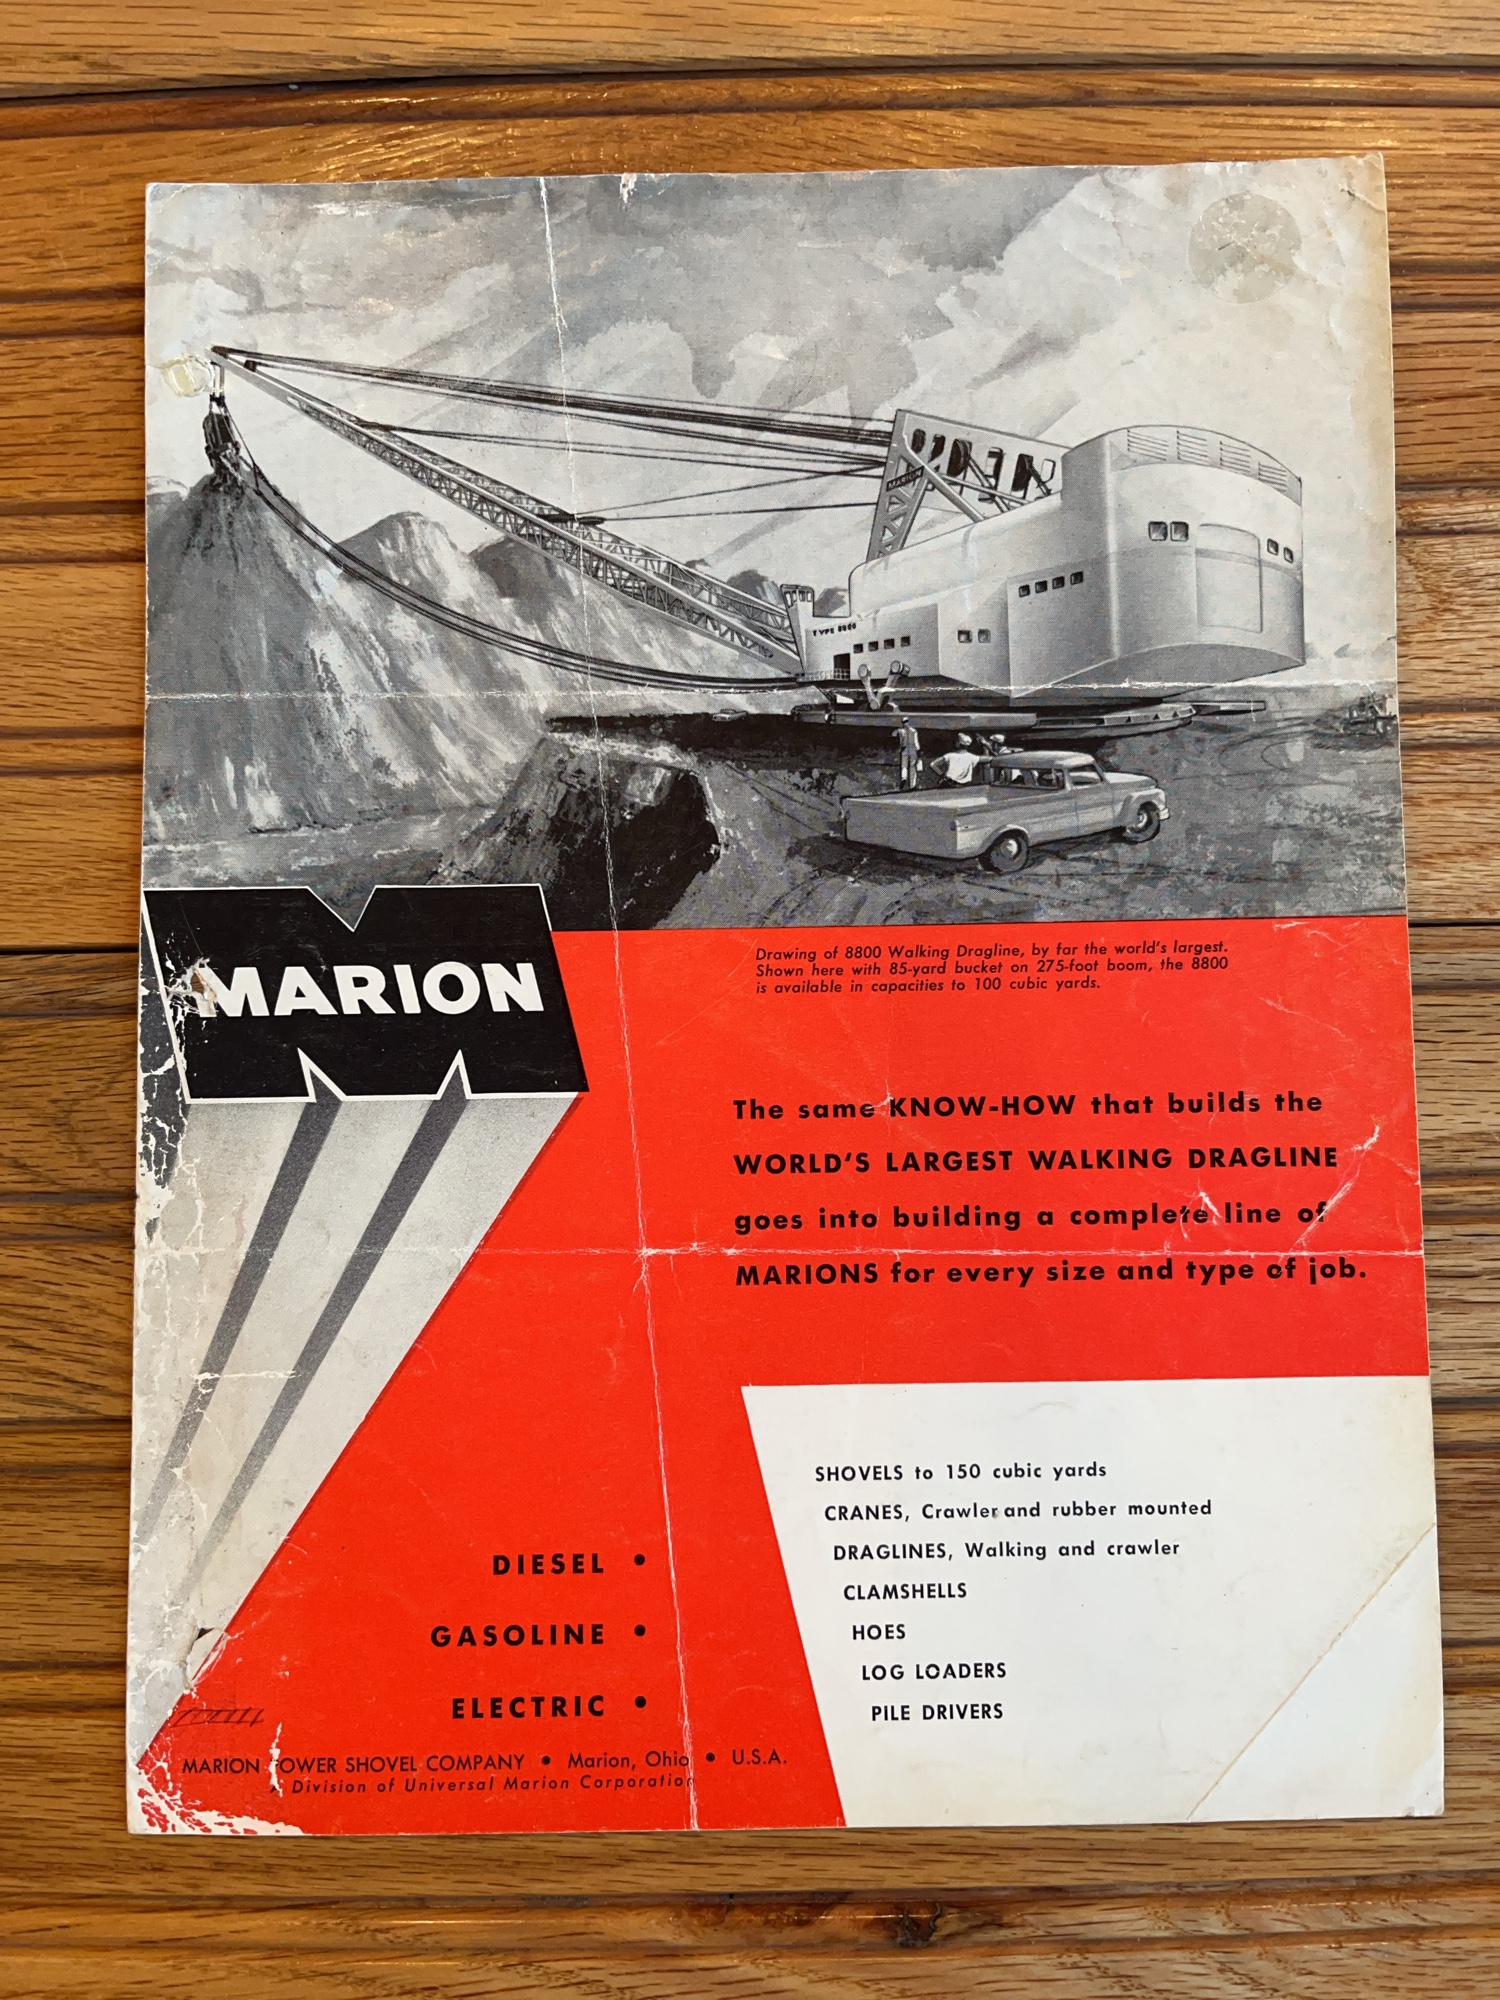 MARION
TYPE 8800
MARION
Drawing of 8800 Walking Dragline, by far the world's largest.
Shown here with 85-yard bucket on 275-foot boom, the 8800
is available in capacities to 100 cubic yards.
The same KNOW-HOW that builds the
WORLD'S LARGEST WALKING DRAGLINE
goes into building a complete line of
MARIONS for every size and type of job.
SHOVELS to 150 cubic yards
CRANES, Crawler and rubber mounted
DRAGLINES, Walking and crawler
CLAMSHELLS
HOES
LOG LOADERS
PILE DRIVERS
DIESEL •
GASOLINE •
ELECTRIC •
MARION OWER SHOVEL COMPANY • Marion, Ohio • U.S.A.
A Division of Universal Marion Corporation